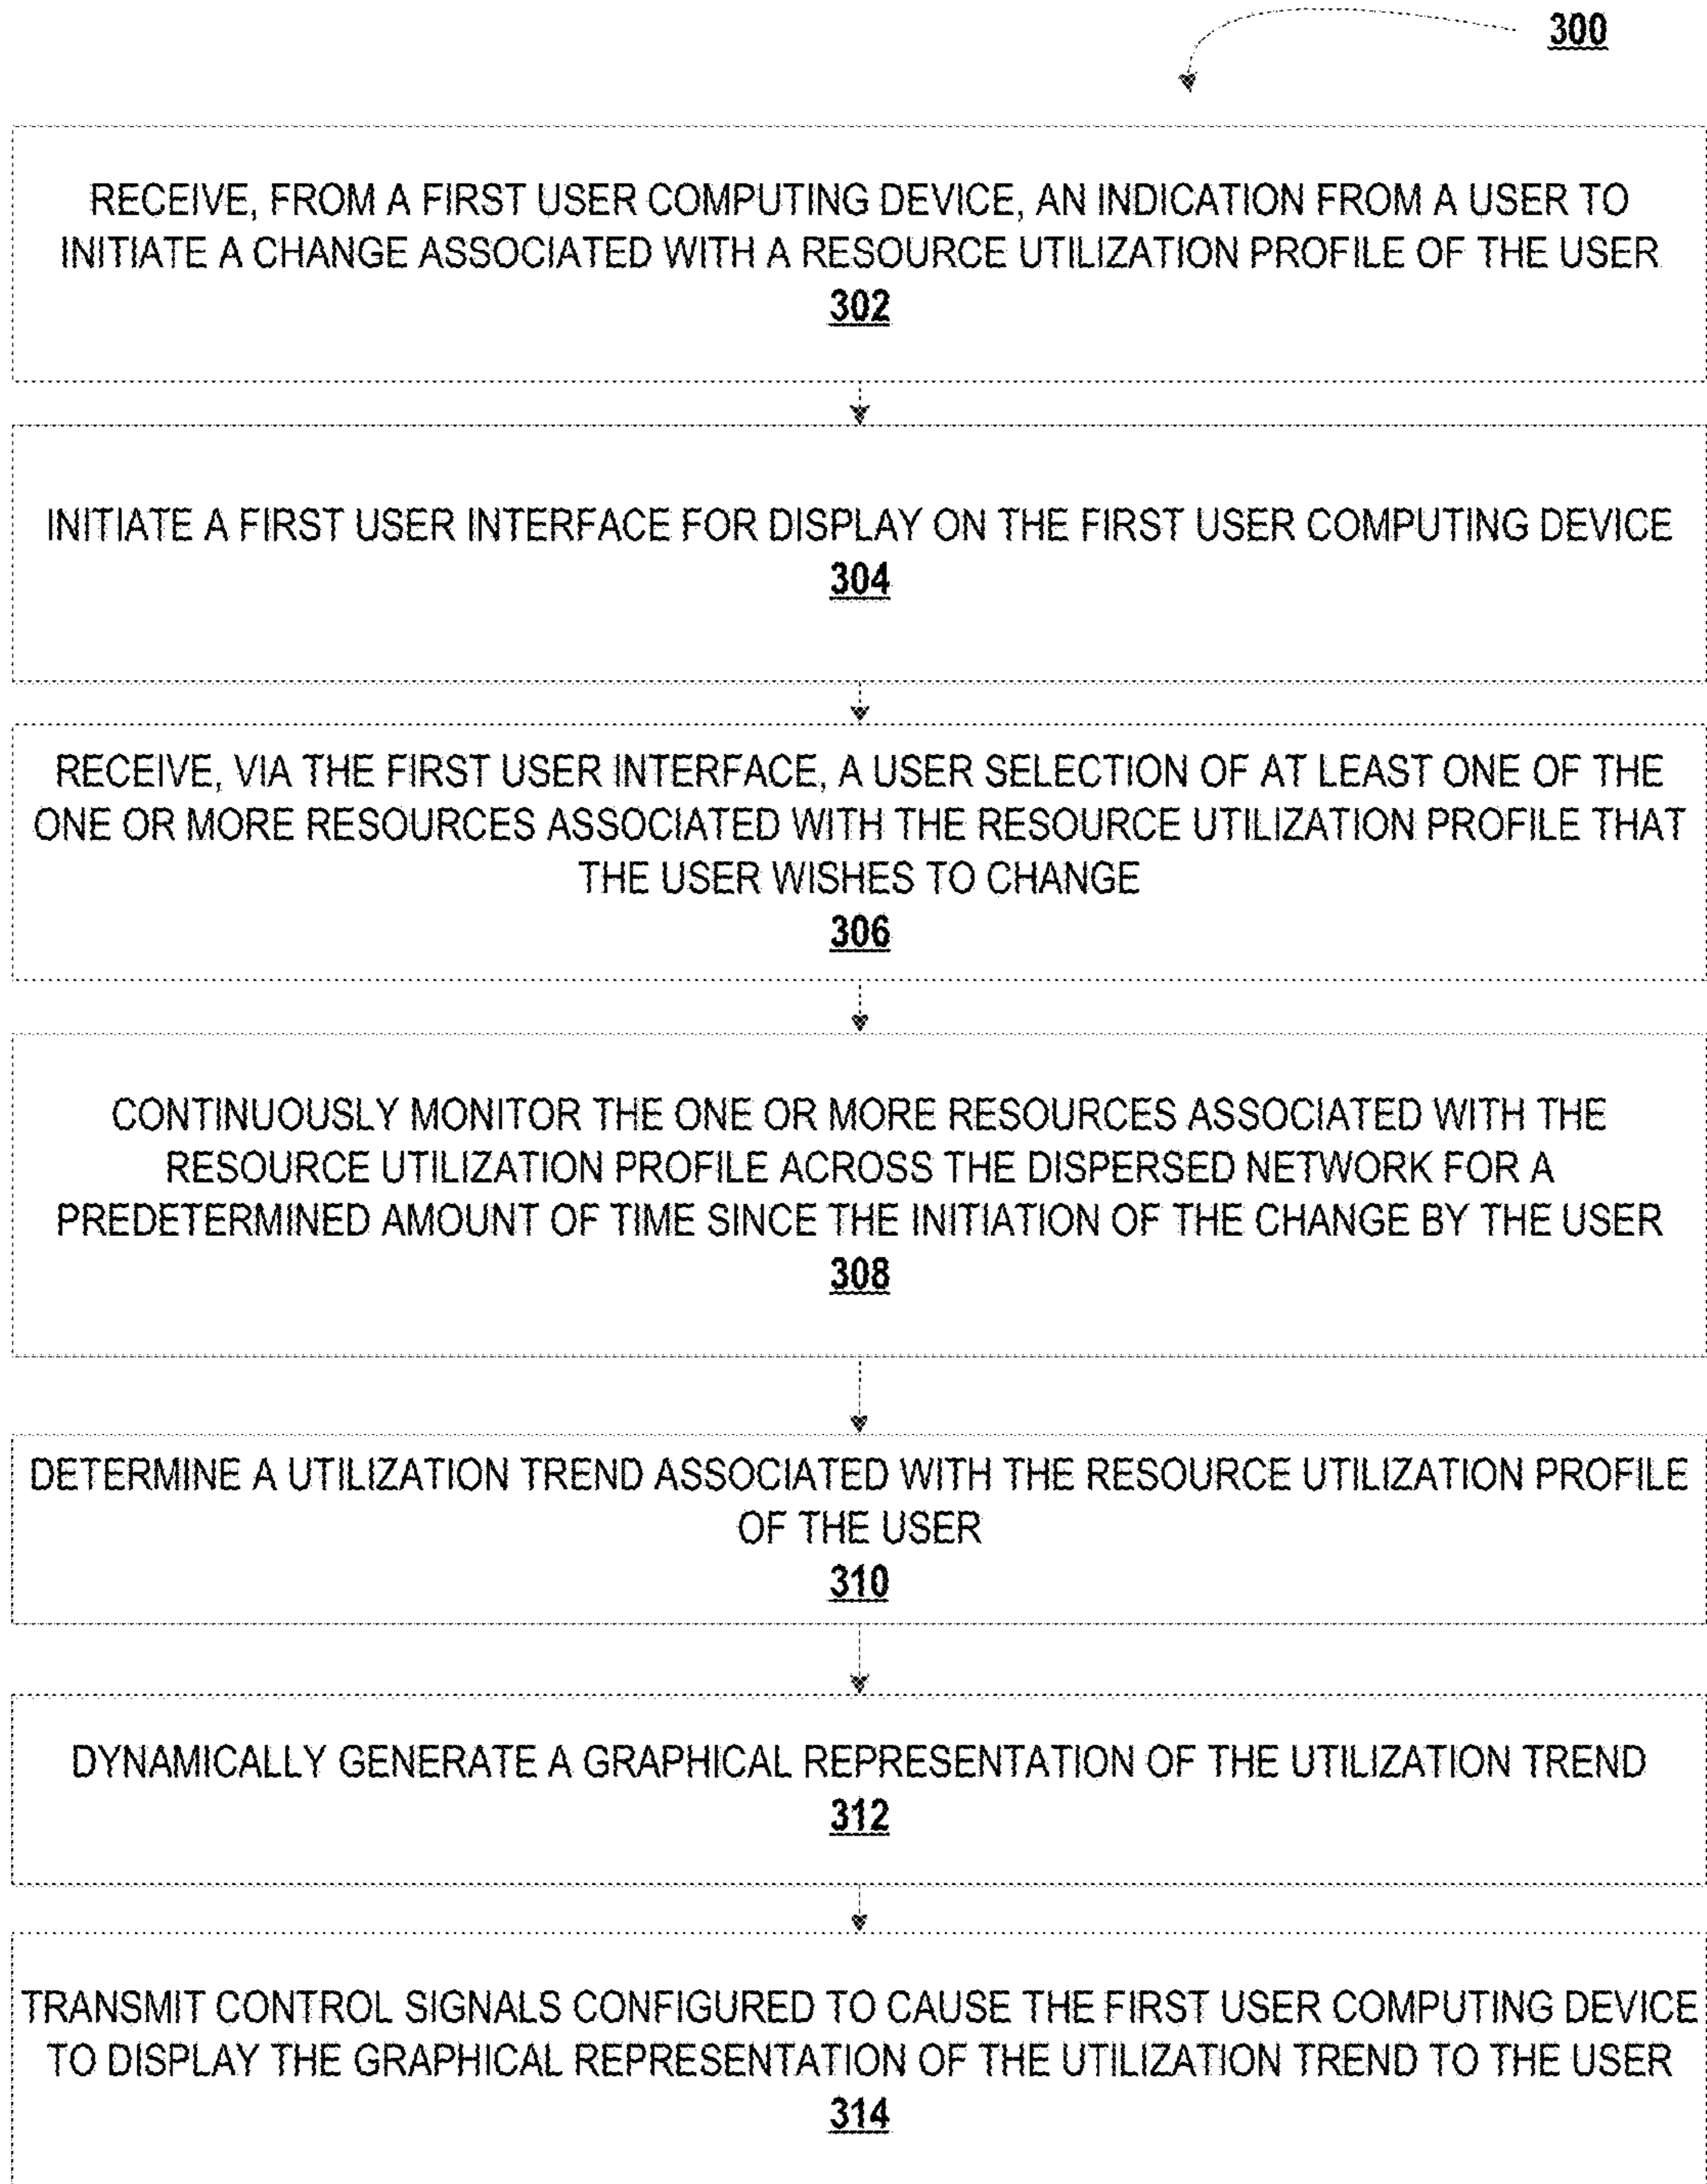 300
RECEIVE, FROM A FIRST USER COMPUTING DEVICE, AN INDICATION FROM A USER TO
INITIATE A CHANGE ASSOCIATED WITH A RESOURCE UTILIZATION PROFILE OF THE USER
302
INITIATE A FIRST USER INTERFACE FOR DISPLAY ON THE FIRST USER COMPUTING DEVICE
304
RECEIVE, VIA THE FIRST USER INTERFACE, A USER SELECTION OF AT LEAST ONE OF THE
ONE OR MORE RESOURCES ASSOCIATED WITH THE RESOURCE UTILIZATION PROFILE THAT
THE USER WISHES TO CHANGE
306
CONTINUOUSLY MONITOR THE ONE OR MORE RESOURCES ASSOCIATED WITH THE
RESOURCE UTILIZATION PROFILE ACROSS THE DISPERSED NETWORK FOR A
PREDETERMINED AMOUNT OF TIME SINCE THE INITIATION OF THE CHANGE BY THE USER
308
DETERMINE A UTILIZATION TREND ASSOCIATED WITH THE RESOURCE UTILIZATION PROFILE
OF THE USER
310
DYNAMICALLY GENERATE A GRAPHICAL REPRESENTATION OF THE UTILIZATION TREND
312
TRANSMIT CONTROL SIGNALS CONFIGURED TO CAUSE THE FIRST USER COMPUTING DEVICE
TO DISPLAY THE GRAPHICAL REPRESENTATION OF THE UTILIZATION TREND TO THE USER
314